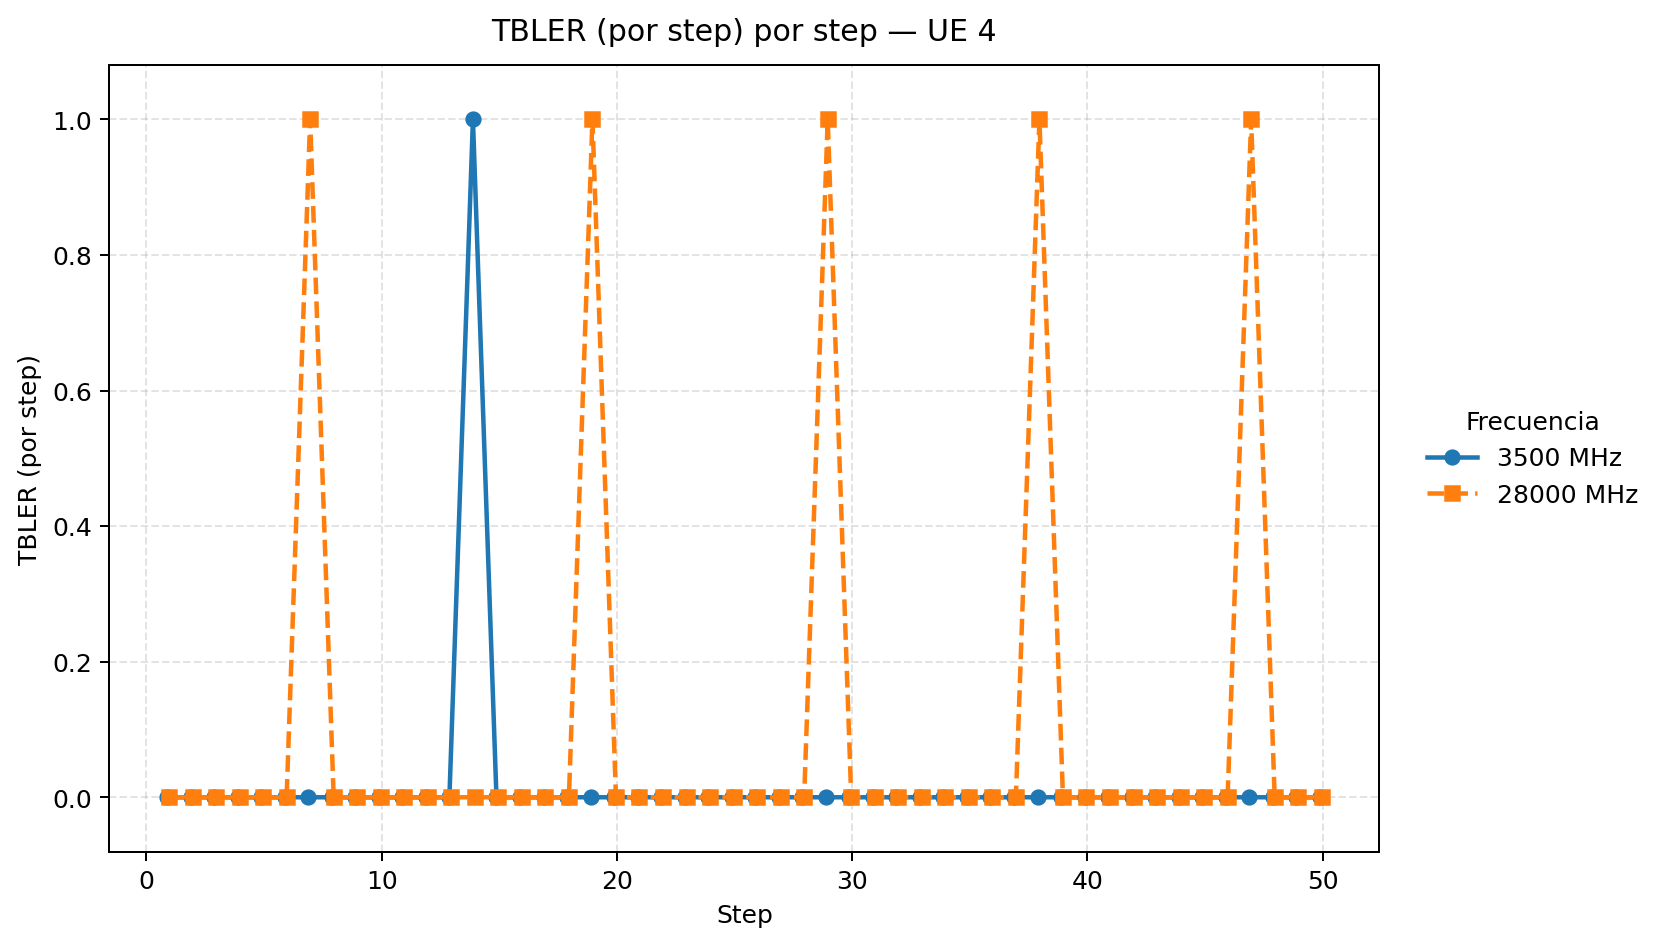 TBLER (por step) por step — UE 4
TBLER (por step)
1.0
0.8
0.6
0.4
0.2
0.0
0 10 20 30 40 50
Step
Frecuencia
3500 MHz
28000 MHz